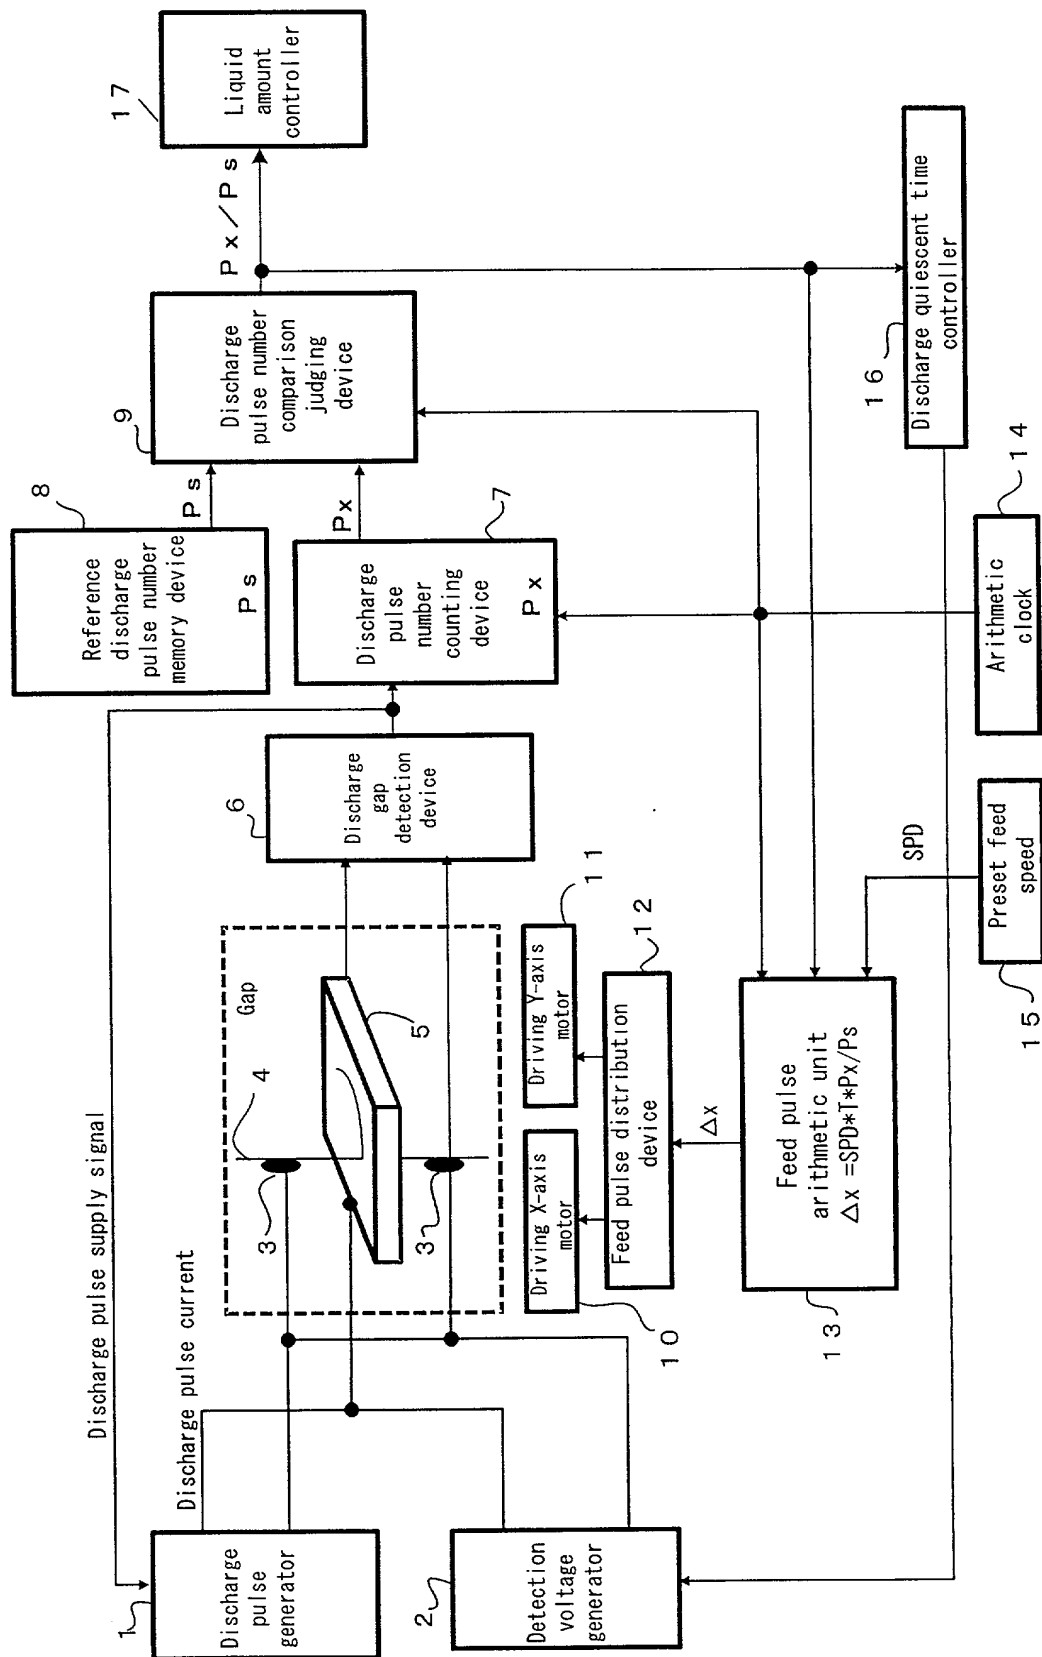 Discharge pulse supply signal
Discharge pulse current
1
Discharge
pulse
generator
2
Detection
voltage
generator
Gap
3
4
3
5
6
Discharge
gap
detection
device
8
Reference
discharge
pulse number
memory device
Ps
Ps
7
Discharge
pulse
number
counting
device
Px
Px
9
Discharge
pulse number
comparison
judging
device
Px/Ps
17
Liquid
amount
controller
10
Driving X-axis
motor
11
Driving Y-axis
motor
12
Feed pulse distribution
device
Δx
13
Feed pulse
arithmetic unit
Δx =SPD*T*Px/Ps
SPD
15
Preset feed
speed
14
Arithmetic
clock
16
Discharge quiescent time
controller